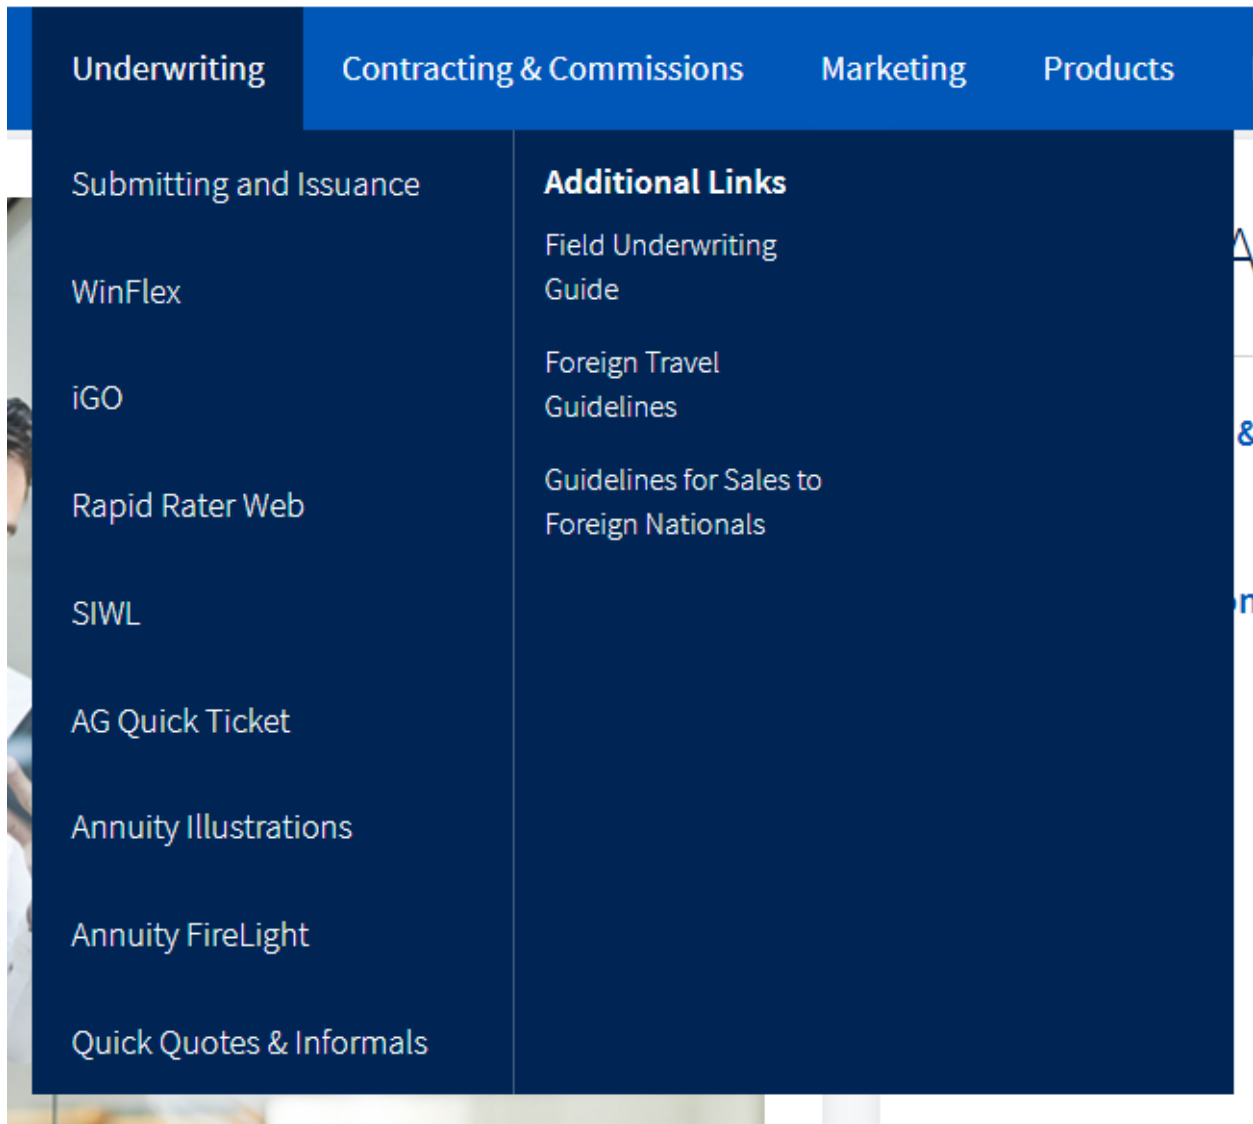 Underwriting
Contracting & Commissions
Marketing
Products
Submitting and Issuance
WinFlex
iGO
Rapid Rater Web
SIWL
AG Quick Ticket
Annuity Illustrations
Annuity FireLight
Quick Quotes & Informals
Additional Links
Field Underwriting
Guide
Foreign Travel
Guidelines
Guidelines for Sales to
Foreign Nationals
A
&